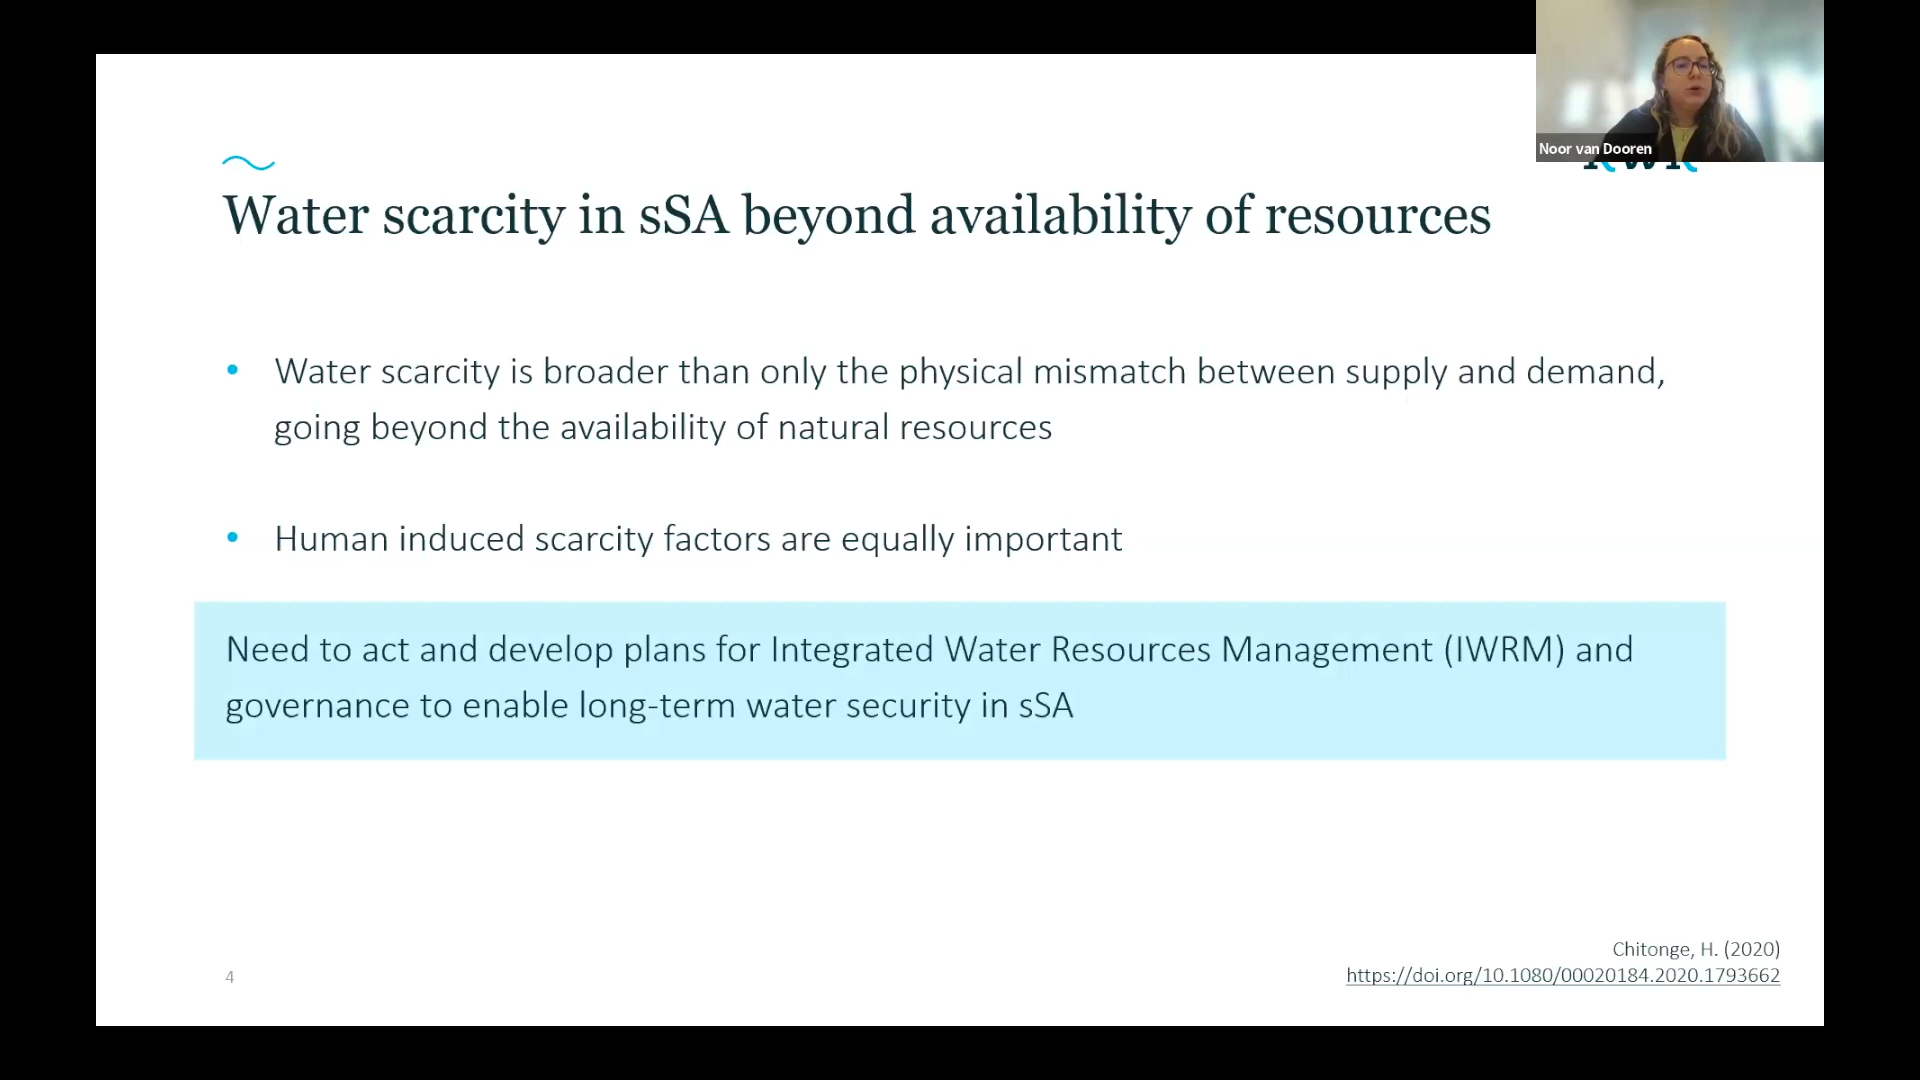 Noor van Dooren
Water scarcity in sSA beyond availability of resources
• Water scarcity is broader than only the physical mismatch between supply and demand,
going beyond the availability of natural resources
• Human induced scarcity factors are equally important
Need to act and develop plans for Integrated Water Resources Management (IWRM) and
governance to enable long-term water security in sSA
Chitonge, H. (2020)
https://doi.org/10.1080/00020184.2020.1793662
4